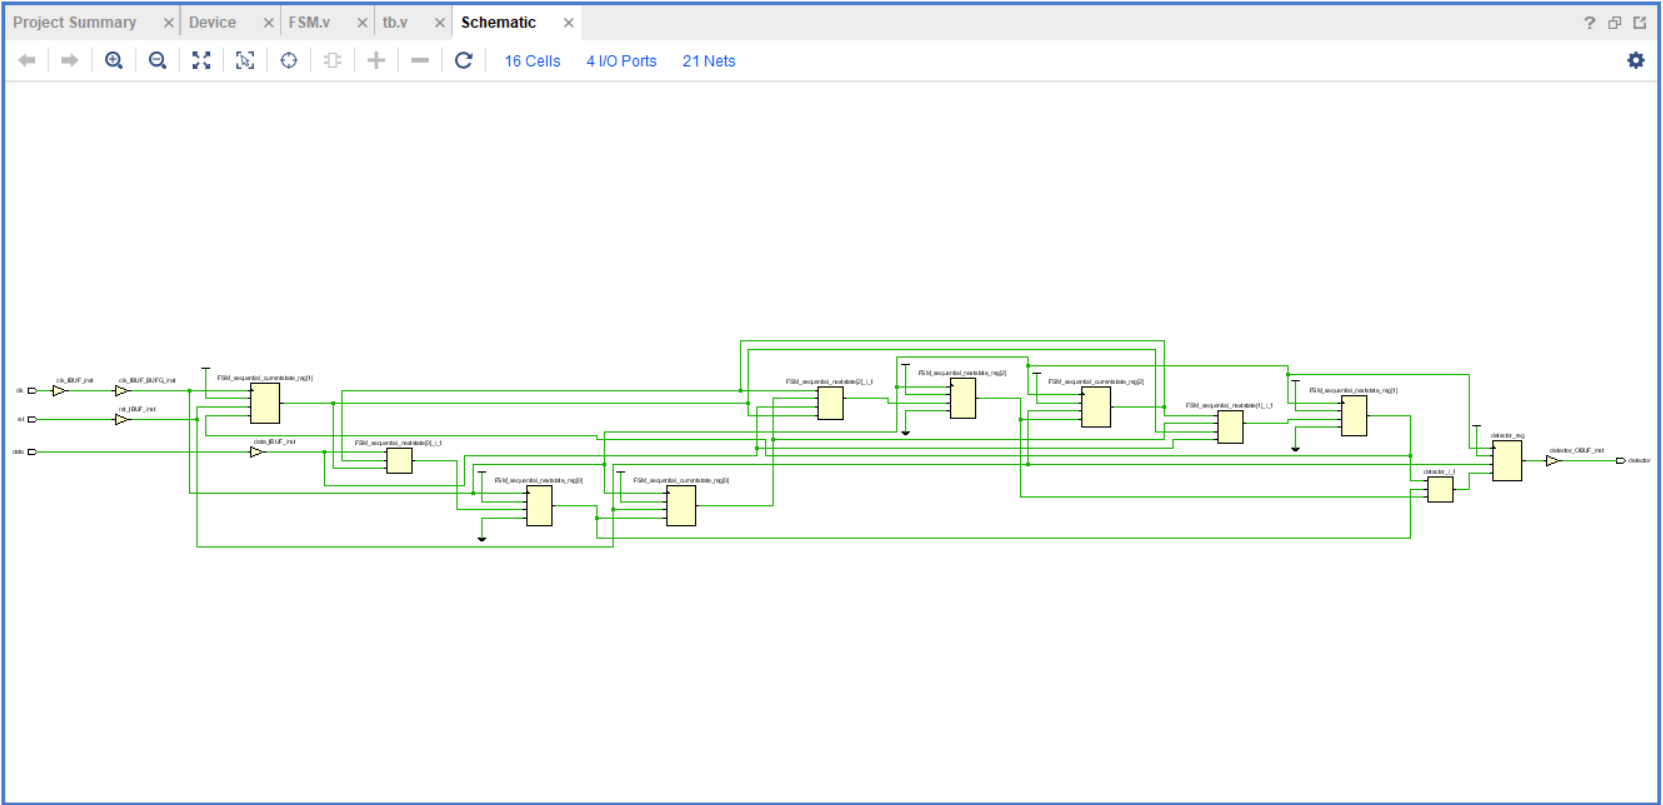 Project Summary
Device
FSM.v
tb.v
Schematic
16 Cells
4 I/O Ports
21 Nets
clk
clk_IBUF_inst
clk_IBUF_BUFG_inst
FSM_sequential_currentstate_reg[1]
rst
rst_IBUF_inst
data
data_IBUF_inst
FSM_sequential_nextstate[0]_i_1
FSM_sequential_nextstate_reg[0]
FSM_sequential_currentstate_reg[0]
FSM_sequential_nextstate[2]_i_1
FSM_sequential_nextstate_reg[2]
FSM_sequential_currentstate_reg[2]
FSM_sequential_nextstate[1]_i_1
FSM_sequential_nextstate_reg[1]
detector_i_1
detector_reg
detector_OBUF_inst
detector